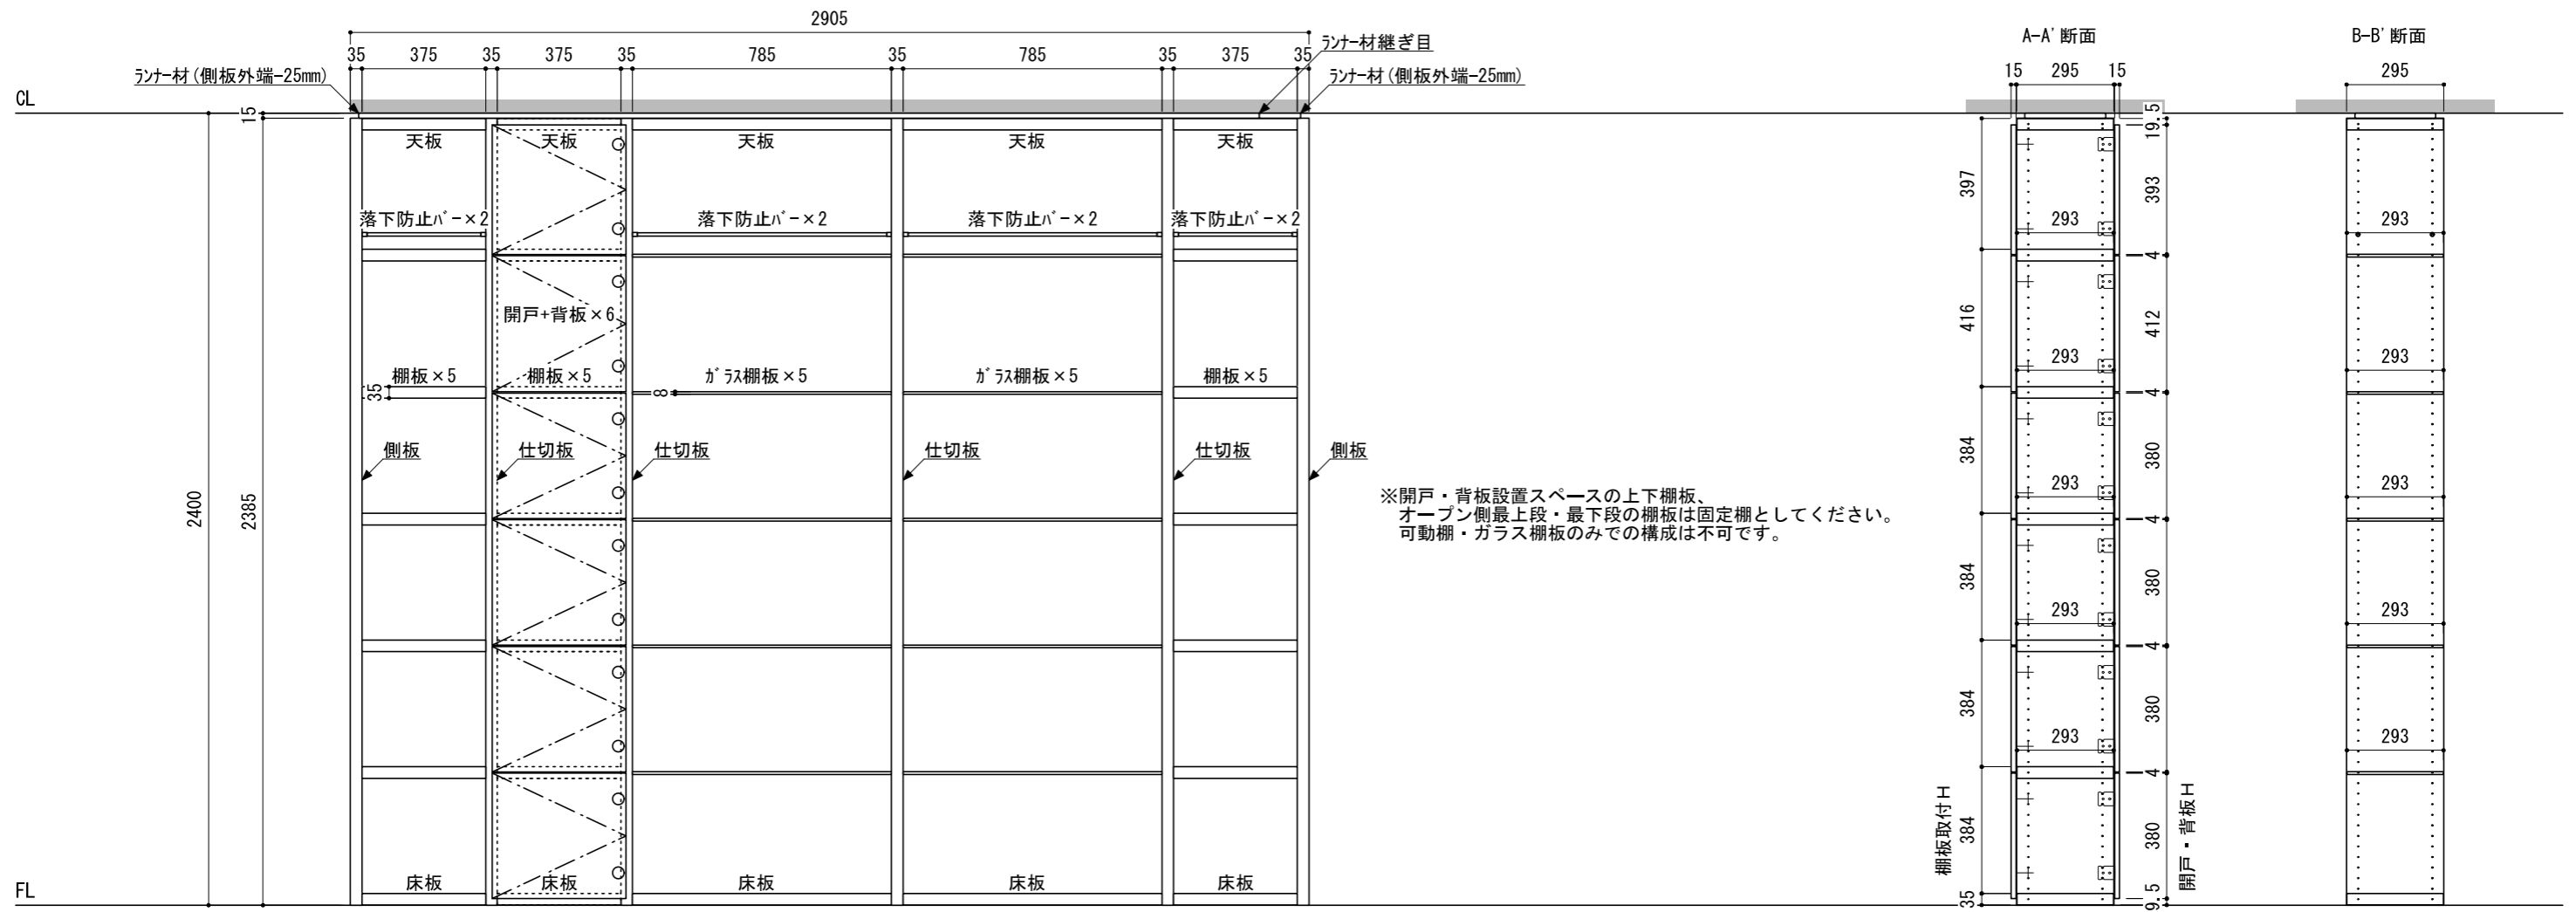 2905
35 375 35 375 35 785 35 785 35 375 35
ﾗﾝﾅｰ材(側板外端-25mm)
ﾗﾝﾅｰ材継ぎ目
ﾗﾝﾅｰ材(側板外端-25mm)
A-A' 断面
B-B' 断面
15 295 15
295
CL
15
天板 天板 天板 天板 天板
落下防止ﾊﾞｰ×2 落下防止ﾊﾞｰ×2 落下防止ﾊﾞｰ×2 落下防止ﾊﾞｰ×2
開戸+背板×6
棚板×5 棚板×5 ｶﾞﾗｽ棚板×5 ｶﾞﾗｽ棚板×5 棚板×5
35
8
側板 仕切板 仕切板 仕切板 仕切板 側板
2400
2385
※開戸・背板設置スペースの上下棚板、
オープン側最上段・最下段の棚板は固定棚としてください。
可動棚・ガラス棚板のみでの構成は不可です。
床板 床板 床板 床板 床板
FL
397
416
384
384
384
384
35
棚板取付H
293
293
293
293
293
19.5
393
4
412
4
380
4
380
4
380
4
380
9.5
開戸・背板H
293
293
293
293
293